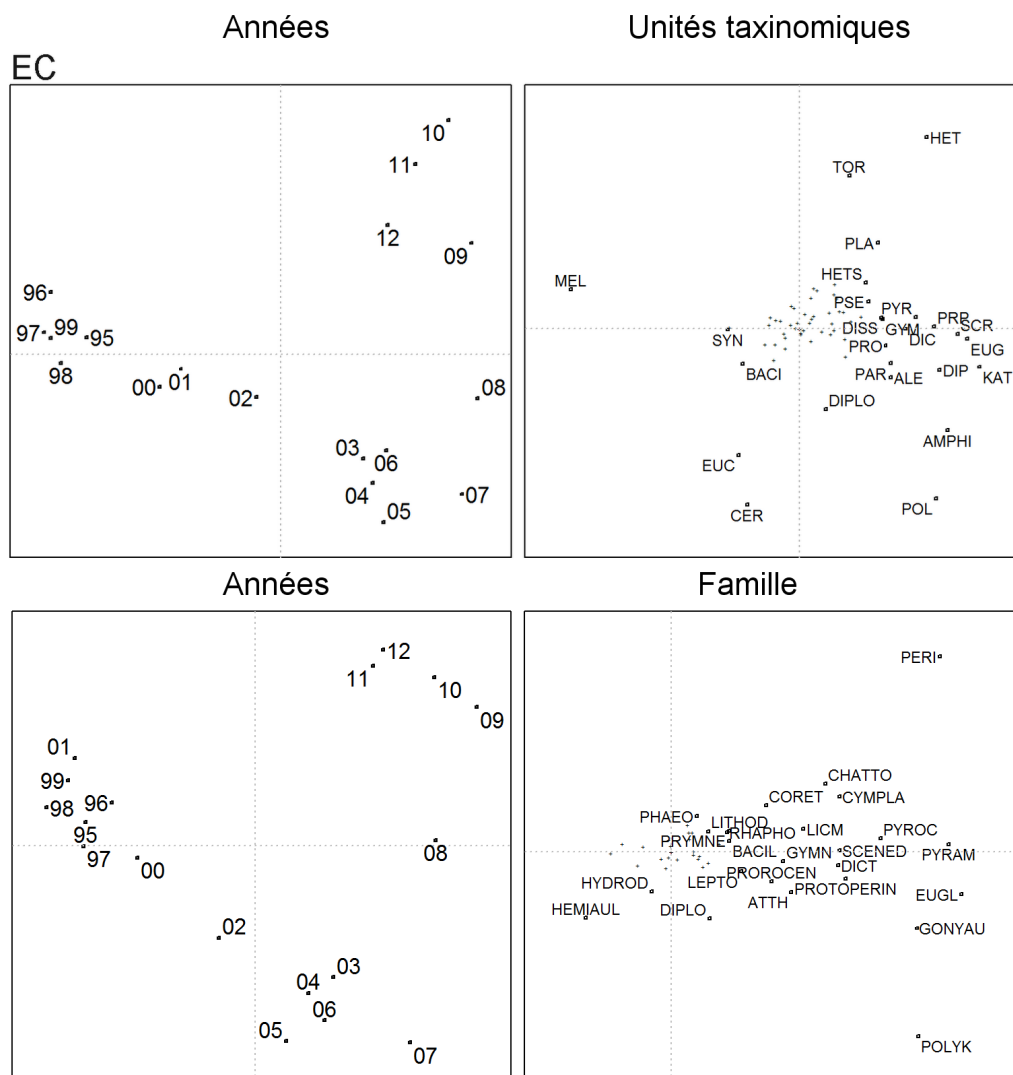 Années
Unités taxinomiques
EC
10
11
12
09
96
97
99
95
98
00
01
02
08
03
06
04
05
07
HET
TOR
PLA
MEL
HETS
PSE
PYR
SYN
DISS
GYM
PRP
SCR
DIC
PRO
EUG
BACI
PAR
ALE
DIP
KAT
DIPLO
AMPHI
EUC
POL
CER
Années
Famille
12
11
10
09
01
99
98
96
95
97
00
08
02
03
04
06
05
07
PERI
CHATTO
CORET
CYMPLA
PHAEO
LITHOD
LICM
PRYMNE
RHAPHO
PYROC
BACIL
GYMN
SCENED
PYRAM
DICT
PROROCEN
HYDROD
LEPTO
PROTOPERIN
EUGL
HEMIAUL
DIPLO
ATTH
GONYAU
POLYK